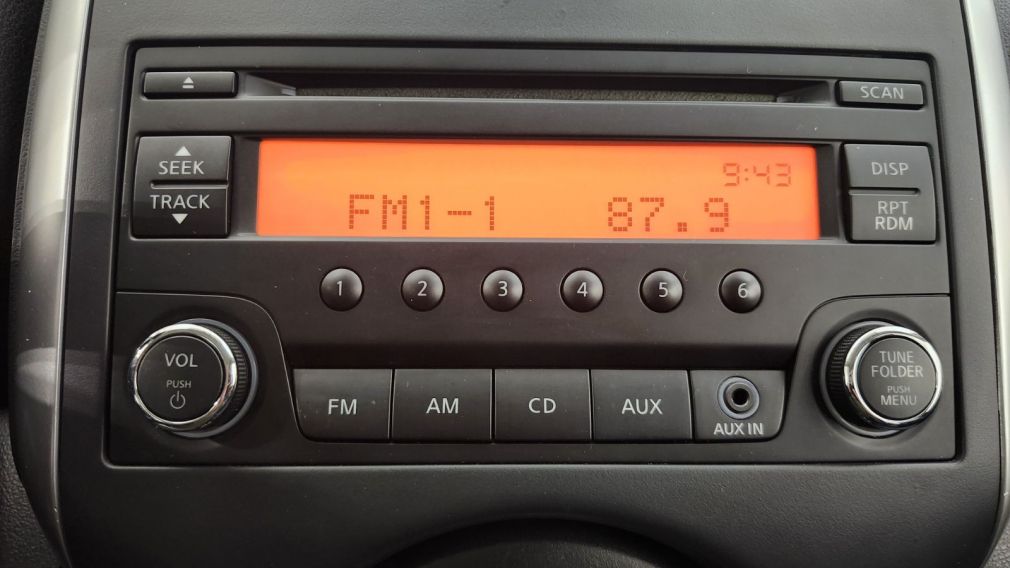 SCAN
SEEK
TRACK
9:43
FM1-1 87.9
DISP
RPT
RDM
1 2 3 4 5 6
VOL
PUSH
FM AM CD AUX
AUX IN
TUNE
FOLDER
PUSH
MENU